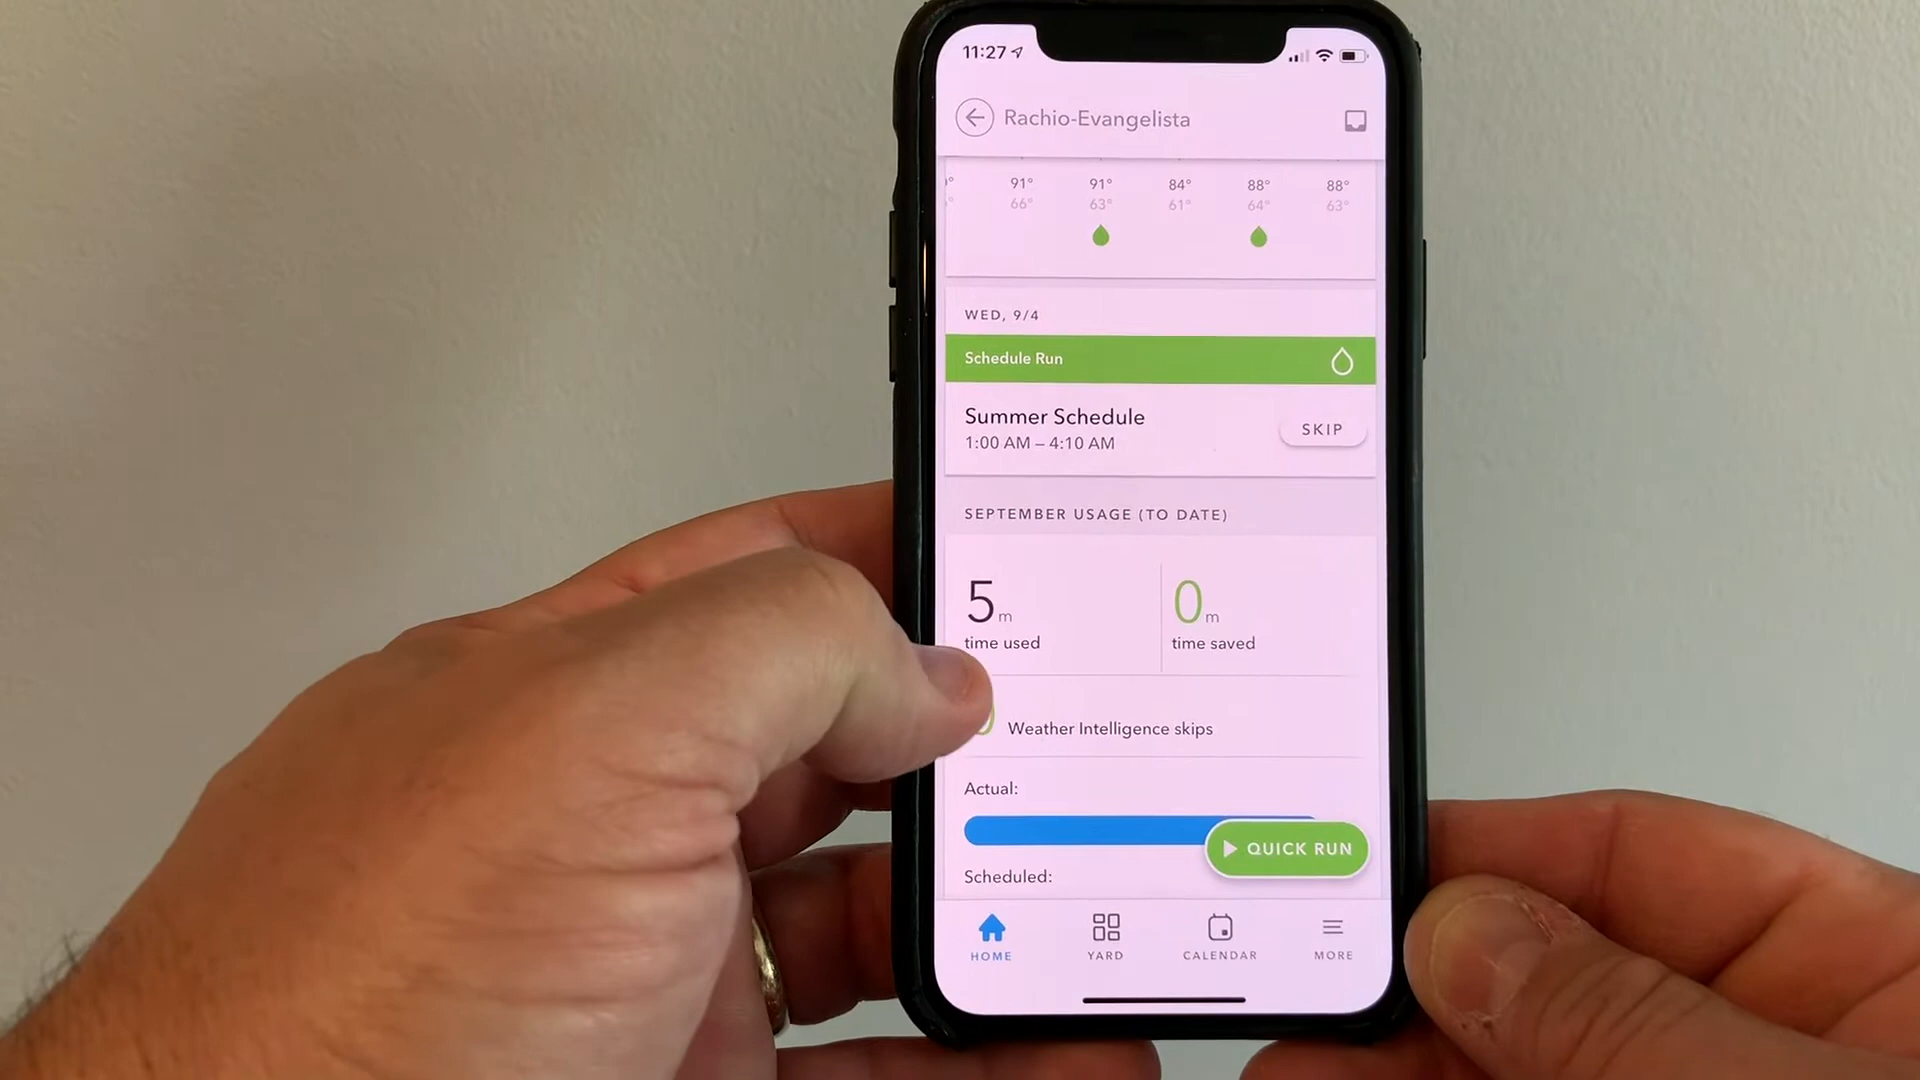 11:27
Rachio-Evangelista
91° 91° 84° 88° 88°
66° 63° 61° 64° 63°
WED, 9/4
Schedule Run
Summer Schedule
1:00 AM – 4:10 AM
SKIP
SEPTEMBER USAGE (TO DATE)
5 m
time used
0 m
time saved
Weather Intelligence skips
Actual:
QUICK RUN
Scheduled:
HOME YARD CALENDAR MORE